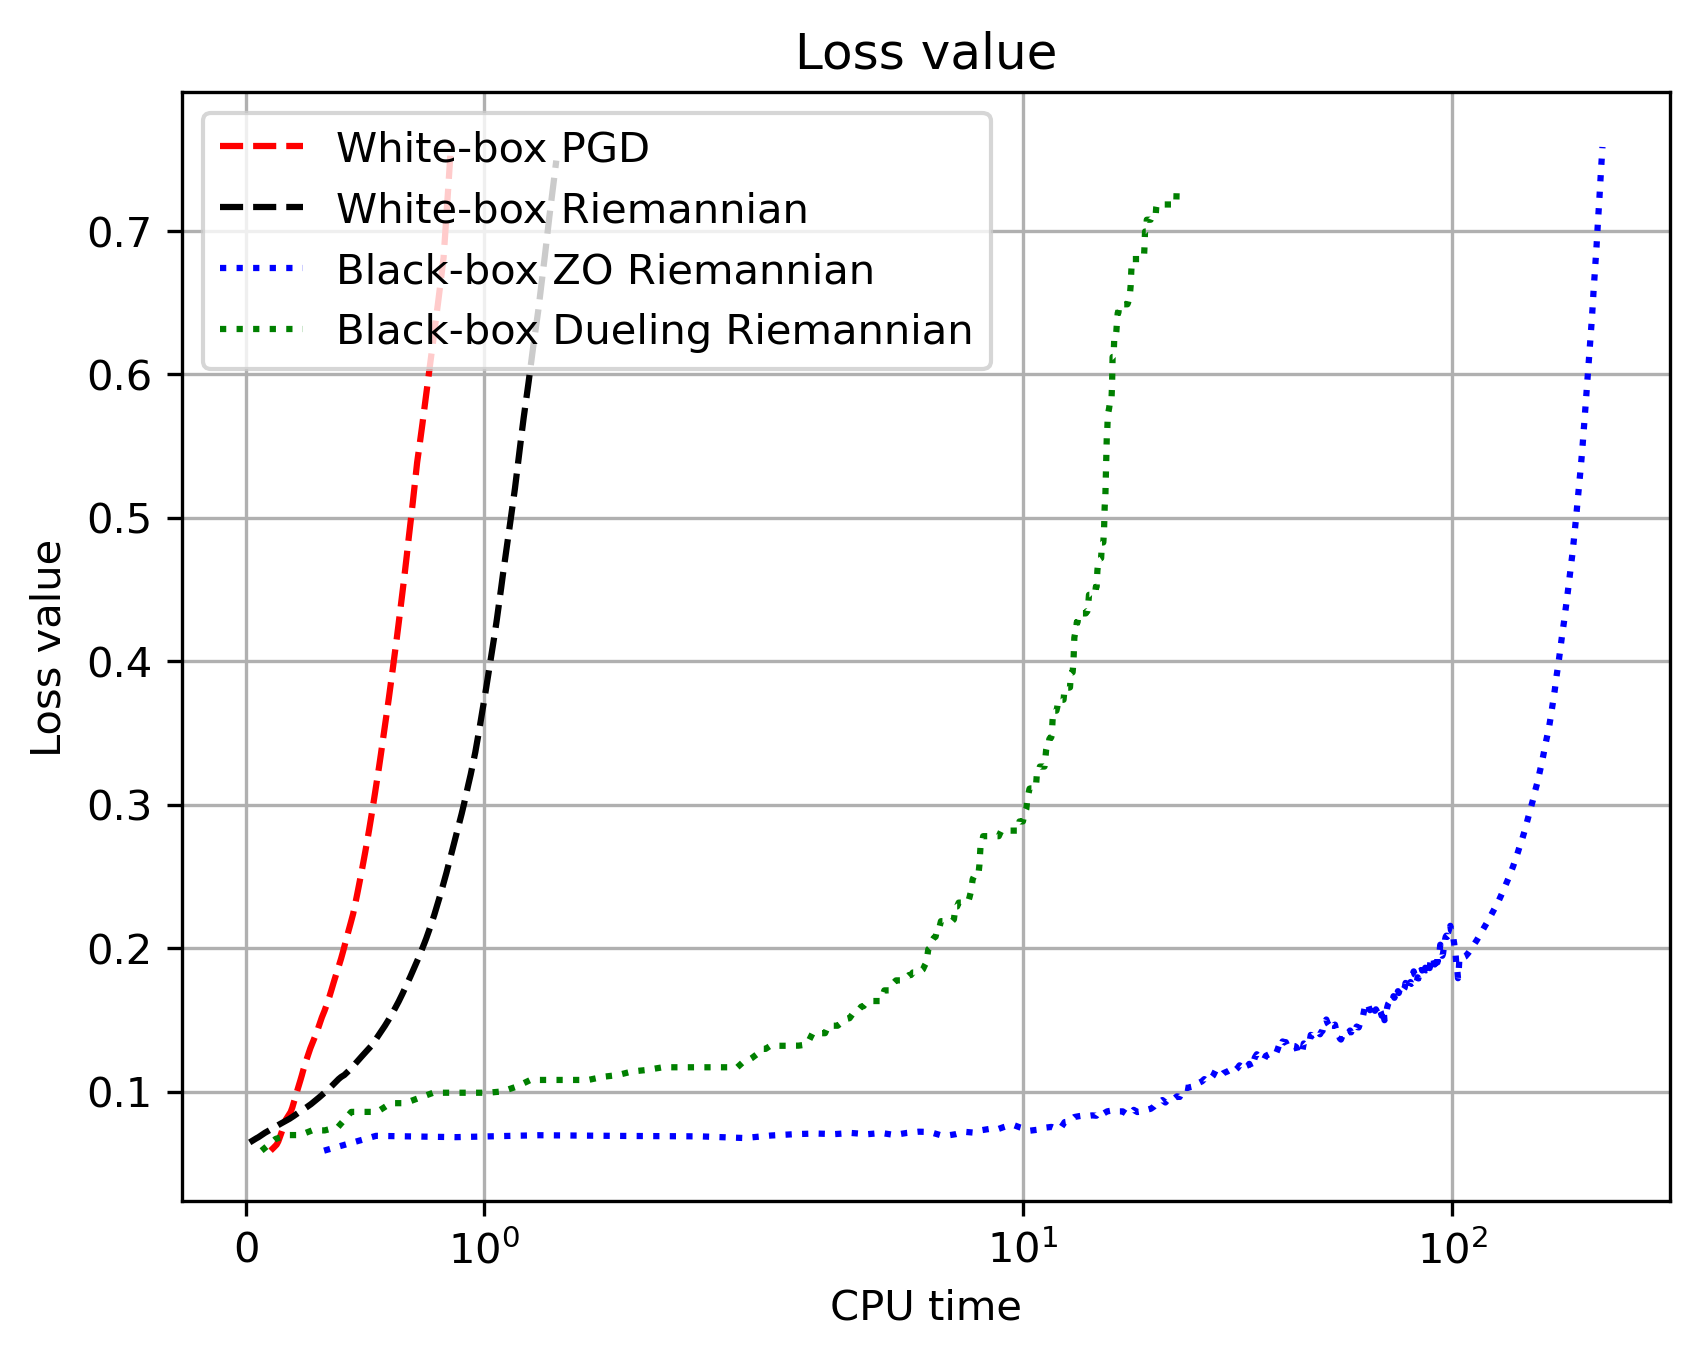 Loss value
White-box PGD
White-box Riemannian
Black-box ZO Riemannian
Black-box Dueling Riemannian
Loss value
0.7
0.6
0.5
0.4
0.3
0.2
0.1
0 10⁰ 10¹ 10²
CPU time